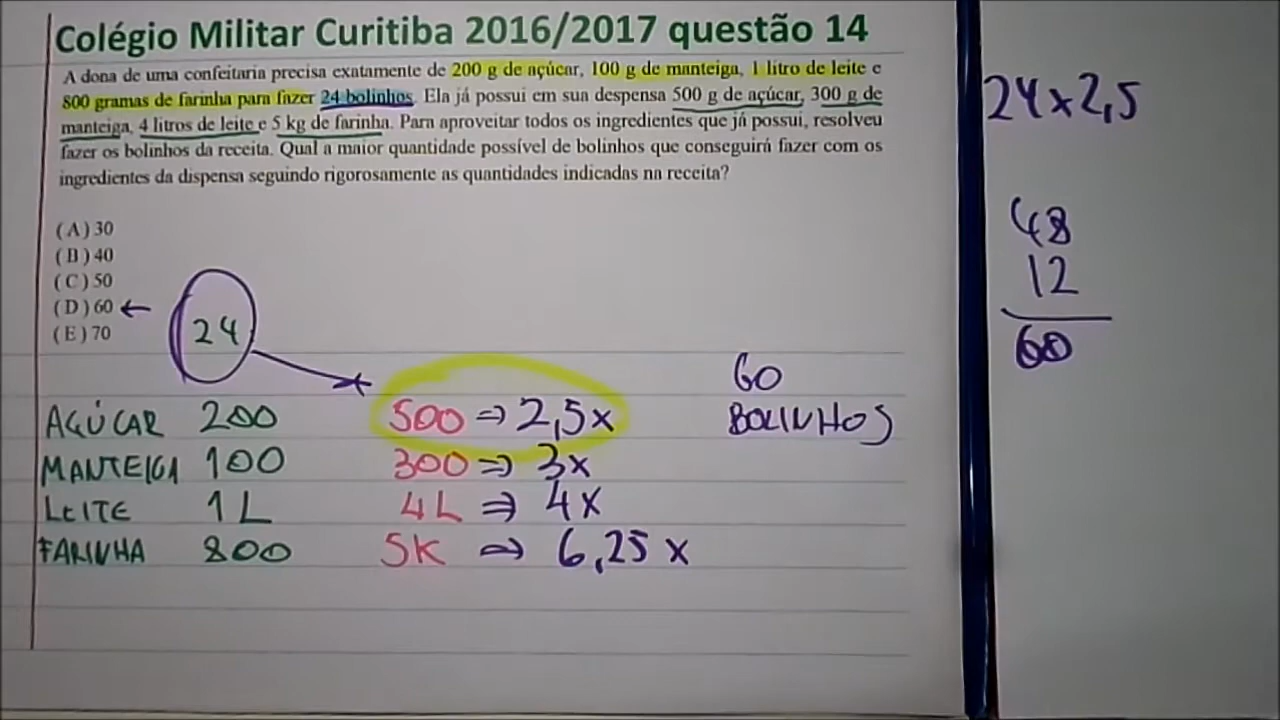 Colégio Militar Curitiba 2016/2017 questão 14
A dona de uma confeitaria precisa exatamente de 200 g de açúcar, 100 g de manteiga, 1 litro de leite e
800 gramas de farinha para fazer 24 bolinhos. Ela já possui em sua despensa 500 g de açúcar, 300 g de
manteiga, 4 litros de leite e 5 kg de farinha. Para aproveitar todos os ingredientes que já possui, resolveu
fazer os bolinhos da receita. Qual a maior quantidade possível de bolinhos que conseguirá fazer com os
ingredientes da dispensa seguindo rigorosamente as quantidades indicadas na receita?
( A ) 30
( B ) 40
( C ) 50
( D ) 60 ←
( E ) 70
24
AÇÚCAR 200 500 ⇒ 2,5x
MANTEIGA 100 300 ⇒ 3x
LEITE 1 L 4L ⇒ 4x
FARINHA 800 5K ⇒ 6,25 x
60
BOLINHOS
24x2,5
48
12
60